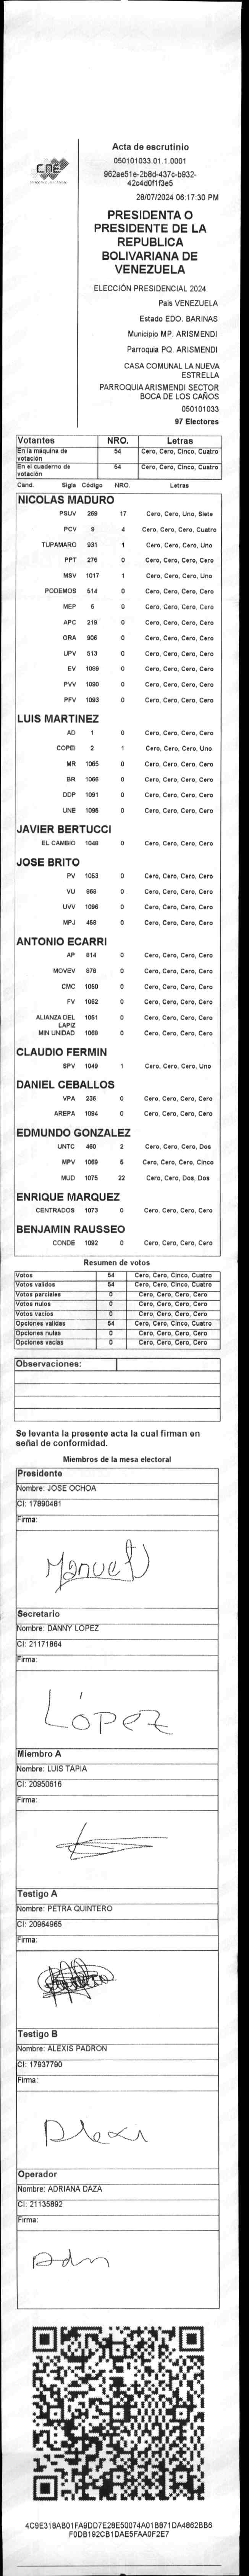 Acta de escrutinio
050101033.01.1.0001
962ae51e-2b8d-437c-b932-
42c4d0f1f3e5
28/07/2024 06:17:30 PM
CNE
PRESIDENTA O
PRESIDENTE DE LA
REPUBLICA
BOLIVARIANA DE
VENEZUELA
ELECCIÓN PRESIDENCIAL 2024
Pais VENEZUELA
Estado EDO. BARINAS
Municipio MP. ARISMENDI
Parroquia PQ. ARISMENDI
CASA COMUNAL LA NUEVA
ESTRELLA
PARROQUIA ARISMENDI SECTOR
BOCA DE LOS CAÑOS
050101033
97 Electores
Votantes NRO. Letras
En la máquina de votación 54 Cero, Cero, Cinco, Cuatro
En el cuaderno de votación 54 Cero, Cero, Cinco, Cuatro
Cand. Sigla Código NRO. Letras
NICOLAS MADURO
PSUV 269 17 Cero, Cero, Uno, Siete
PCV 9 4 Cero, Cero, Cero, Cuatro
TUPAMARO 931 1 Cero, Cero, Cero, Uno
PPT 276 0 Cero, Cero, Cero, Cero
MSV 1017 1 Cero, Cero, Cero, Uno
PODEMOS 514 0 Cero, Cero, Cero, Cero
MEP 6 0 Cero, Cero, Cero, Cero
APC 219 0 Cero, Cero, Cero, Cero
ORA 906 0 Cero, Cero, Cero, Cero
UPV 513 0 Cero, Cero, Cero, Cero
EV 1089 0 Cero, Cero, Cero, Cero
PVV 1090 0 Cero, Cero, Cero, Cero
PFV 1093 0 Cero, Cero, Cero, Cero
LUIS MARTINEZ
AD 1 0 Cero, Cero, Cero, Cero
COPEI 2 1 Cero, Cero, Cero, Uno
MR 1065 0 Cero, Cero, Cero, Cero
BR 1066 0 Cero, Cero, Cero, Cero
DDP 1091 0 Cero, Cero, Cero, Cero
UNE 1095 0 Cero, Cero, Cero, Cero
JAVIER BERTUCCI
EL CAMBIO 1048 0 Cero, Cero, Cero, Cero
JOSE BRITO
PV 1053 0 Cero, Cero, Cero, Cero
VU 968 0 Cero, Cero, Cero, Cero
UVV 1096 0 Cero, Cero, Cero, Cero
MPJ 456 0 Cero, Cero, Cero, Cero
ANTONIO ECARRI
AP 814 0 Cero, Cero, Cero, Cero
MOVEV 878 0 Cero, Cero, Cero, Cero
CMC 1050 0 Cero, Cero, Cero, Cero
FV 1062 0 Cero, Cero, Cero, Cero
ALIANZA DEL LAPIZ 1051 0 Cero, Cero, Cero, Cero
MIN UNIDAD 1068 0 Cero, Cero, Cero, Cero
CLAUDIO FERMIN
SPV 1049 1 Cero, Cero, Cero, Uno
DANIEL CEBALLOS
VPA 236 0 Cero, Cero, Cero, Cero
AREPA 1094 0 Cero, Cero, Cero, Cero
EDMUNDO GONZALEZ
UNTC 460 2 Cero, Cero, Cero, Dos
MPV 1069 5 Cero, Cero, Cero, Cinco
MUD 1075 22 Cero, Cero, Dos, Dos
ENRIQUE MARQUEZ
CENTRADOS 1073 0 Cero, Cero, Cero, Cero
BENJAMIN RAUSSEO
CONDE 1092 0 Cero, Cero, Cero, Cero
Resumen de votos
Votos 54 Cero, Cero, Cinco, Cuatro
Votos validos 54 Cero, Cero, Cinco, Cuatro
Votos parciales 0 Cero, Cero, Cero, Cero
Votos nulos 0 Cero, Cero, Cero, Cero
Votos vacios 0 Cero, Cero, Cero, Cero
Opciones validas 54 Cero, Cero, Cinco, Cuatro
Opciones nulas 0 Cero, Cero, Cero, Cero
Opciones vacias 0 Cero, Cero, Cero, Cero
Observaciones:
Se levanta la presente acta la cual firman en
señal de conformidad.
Miembros de la mesa electoral
Presidente
Nombre: JOSE OCHOA
CI: 17890481
Firma:
Manuel
Secretario
Nombre: DANNY LOPEZ
CI: 21171864
Firma:
López
Miembro A
Nombre: LUIS TAPIA
CI: 20950616
Firma:
Testigo A
Nombre: PETRA QUINTERO
CI: 20964965
Firma:
Testigo B
Nombre: ALEXIS PADRON
CI: 17937790
Firma:
Alexi
Operador
Nombre: ADRIANA DAZA
CI: 21135892
Firma:
Adn
4C9E318AB01FA9DD7E28E50074A01B871DA4862BB6
F0DB192CB1DAE5FAA0F2E7